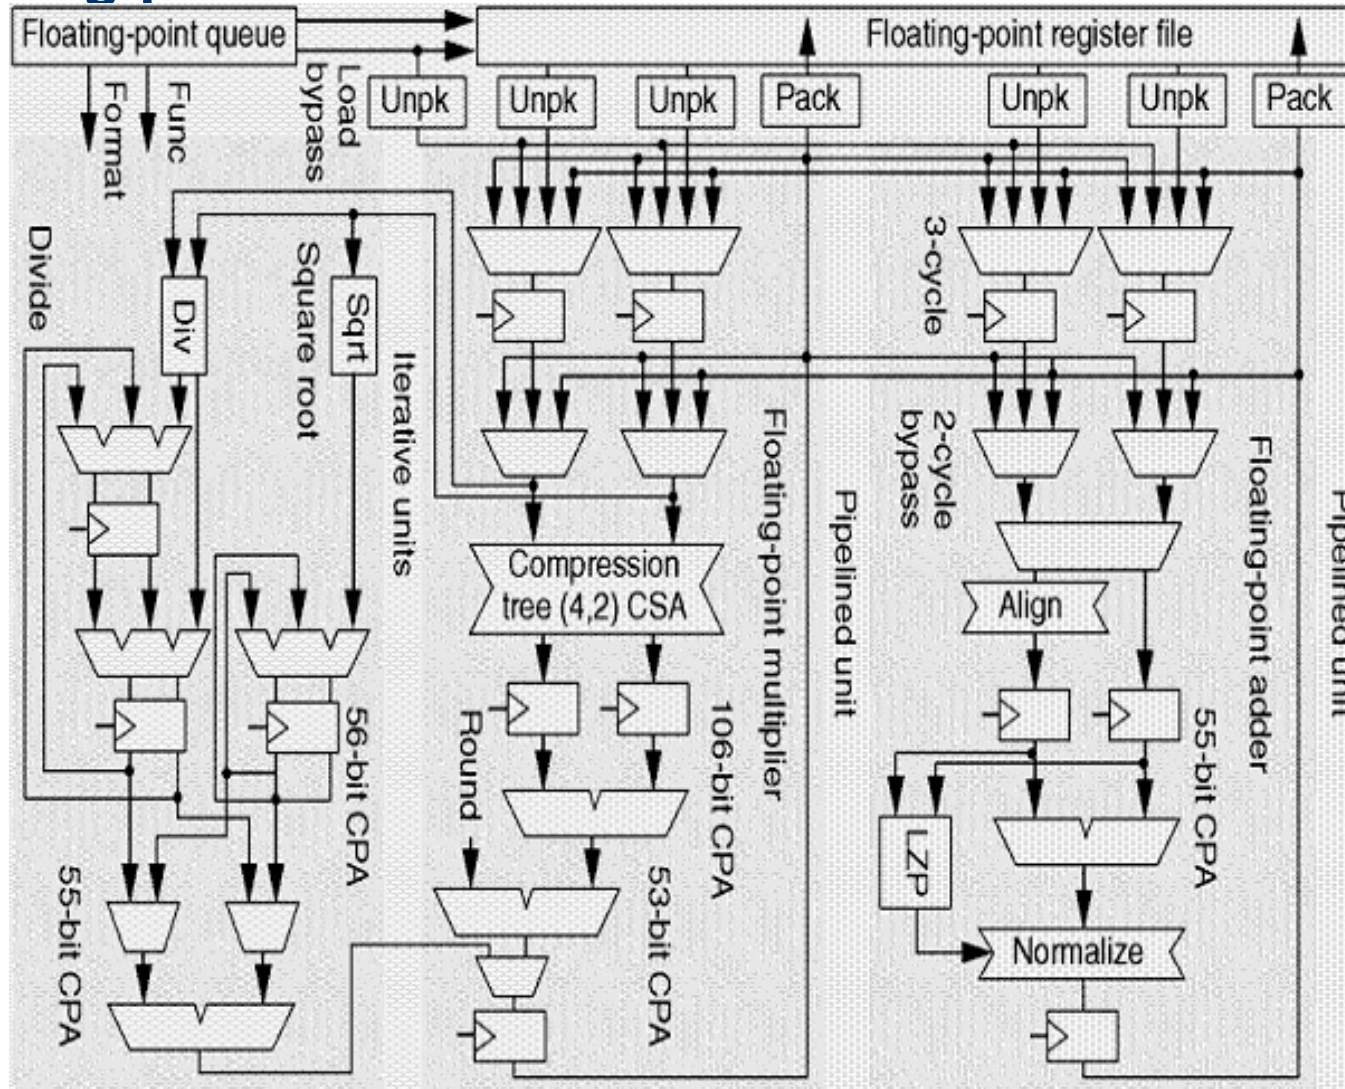 Floating-point queue
Floating-point register file
Format
Func
Load
bypass
Unpk
Unpk
Unpk
Pack
Unpk
Unpk
Pack
Divide
Div
Square root
Sqrt
Iterative units
3-cycle
2-cycle
bypass
Compression
tree (4,2) CSA
Floating-point multiplier
Pipelined unit
Align
Floating-point adder
Pipelined unit
56-bit CPA
Round
106-bit CPA
LZP
55-bit CPA
55-bit CPA
53-bit CPA
Normalize